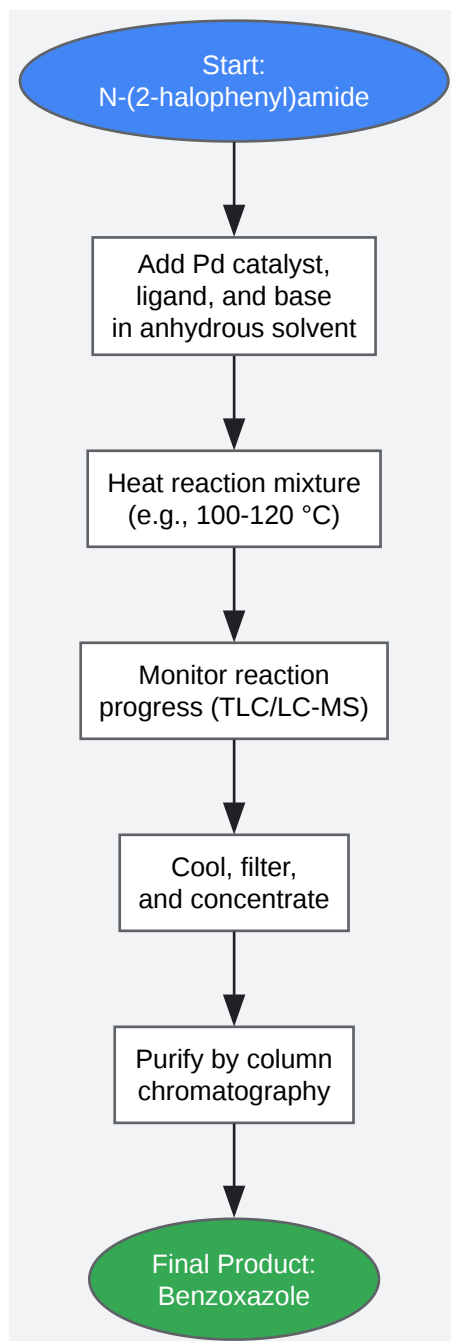 Start:
N-(2-halophenyl)amide
Add Pd catalyst,
ligand, and base
in anhydrous solvent
Heat reaction mixture
(e.g., 100-120 °C)
Monitor reaction
progress (TLC/LC-MS)
Cool, filter,
and concentrate
Purify by column
chromatography
Final Product:
Benzoxazole